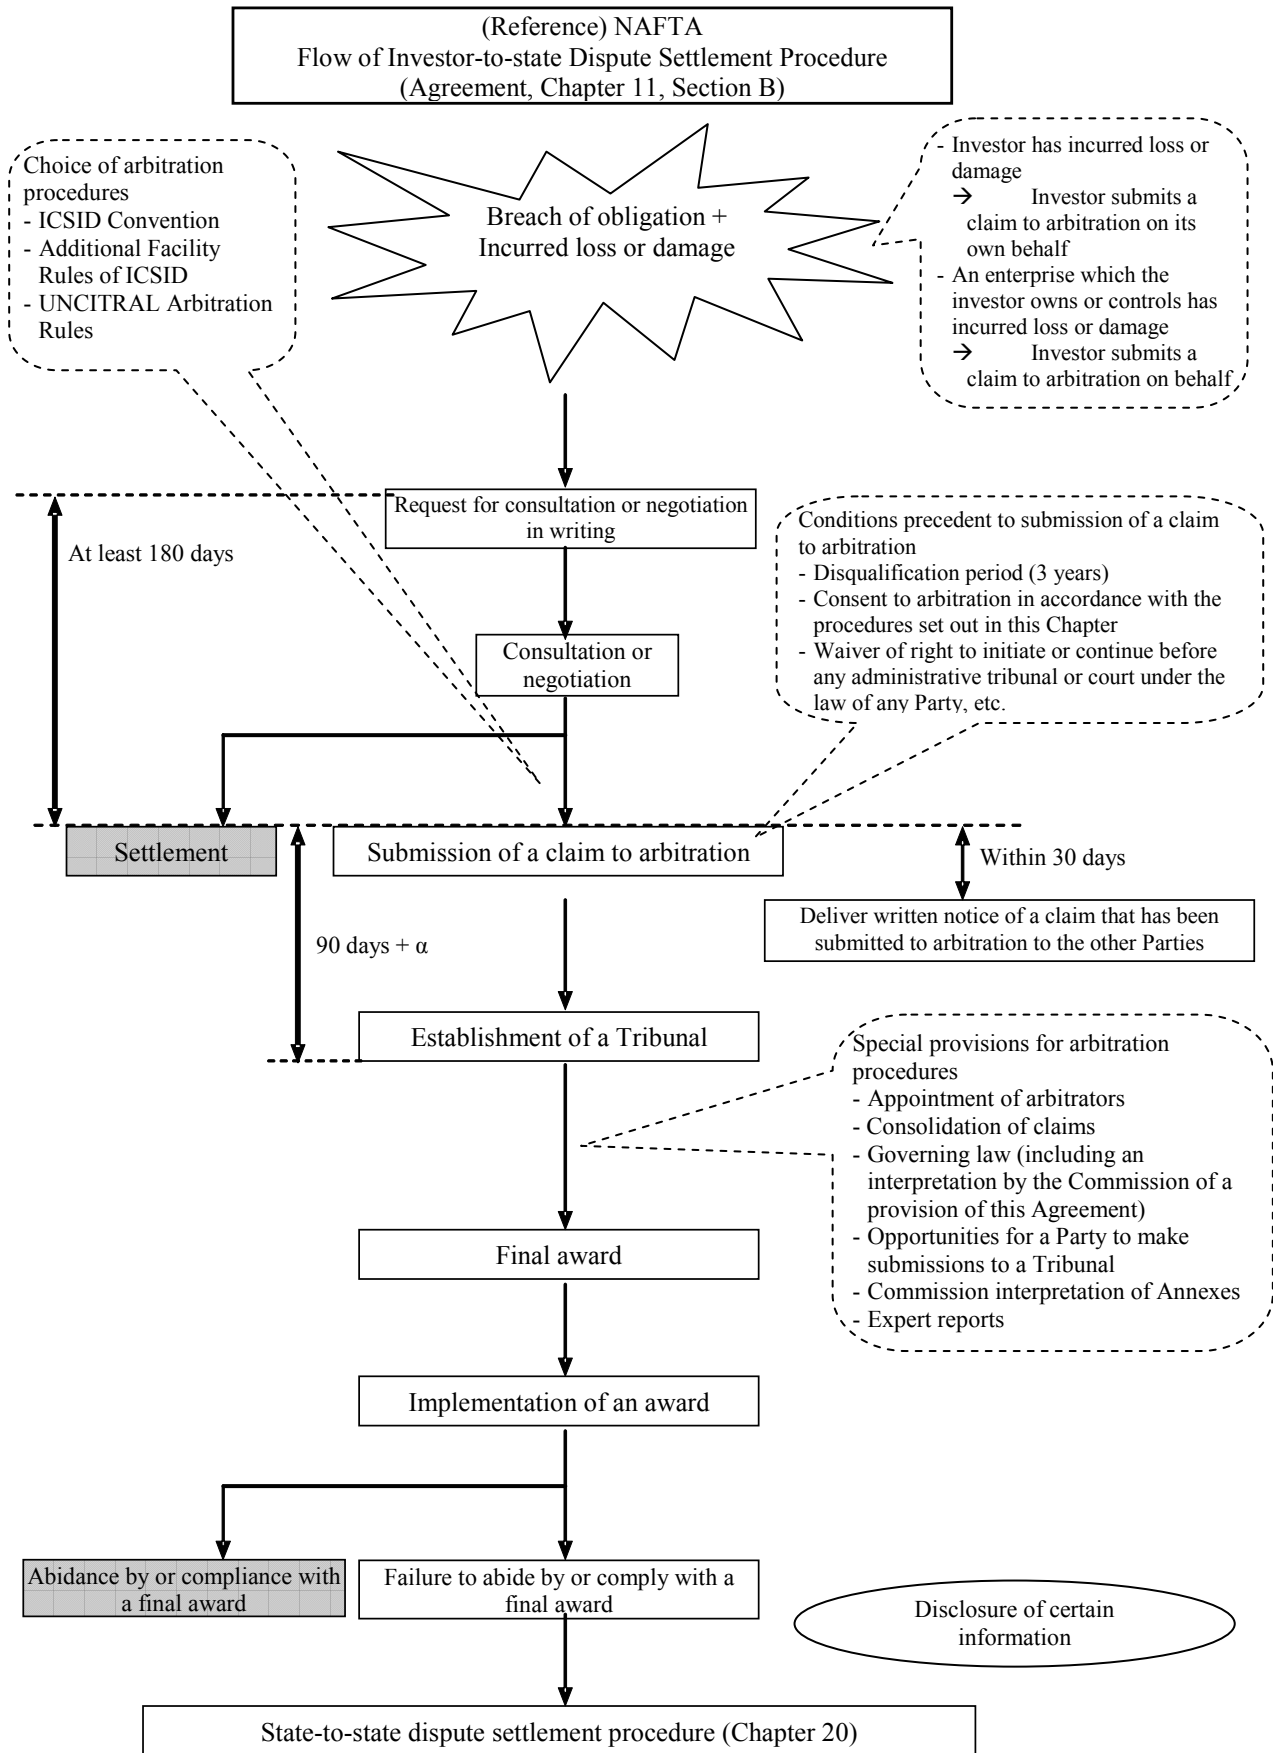 (Reference) NAFTA
Flow of Investor-to-state Dispute Settlement Procedure
(Agreement, Chapter 11, Section B)
Choice of arbitration
procedures
- ICSID Convention
- Additional Facility
Rules of ICSID
- UNCITRAL Arbitration
Rules
Breach of obligation +
Incurred loss or damage
- Investor has incurred loss or
damage
→ Investor submits a
claim to arbitration on its
own behalf
- An enterprise which the
investor owns or controls has
incurred loss or damage
→ Investor submits a
claim to arbitration on behalf
Request for consultation or negotiation
in writing
At least 180 days
Conditions precedent to submission of a claim
to arbitration
- Disqualification period (3 years)
- Consent to arbitration in accordance with the
procedures set out in this Chapter
- Waiver of right to initiate or continue before
any administrative tribunal or court under the
law of any Party, etc.
Consultation or
negotiation
Settlement
Submission of a claim to arbitration
Within 30 days
Deliver written notice of a claim that has been
submitted to arbitration to the other Parties
90 days + α
Establishment of a Tribunal
Special provisions for arbitration
procedures
- Appointment of arbitrators
- Consolidation of claims
- Governing law (including an
interpretation by the Commission of a
provision of this Agreement)
- Opportunities for a Party to make
submissions to a Tribunal
- Commission interpretation of Annexes
- Expert reports
Final award
Implementation of an award
Abidance by or compliance with
a final award
Failure to abide by or comply with a
final award
Disclosure of certain
information
State-to-state dispute settlement procedure (Chapter 20)